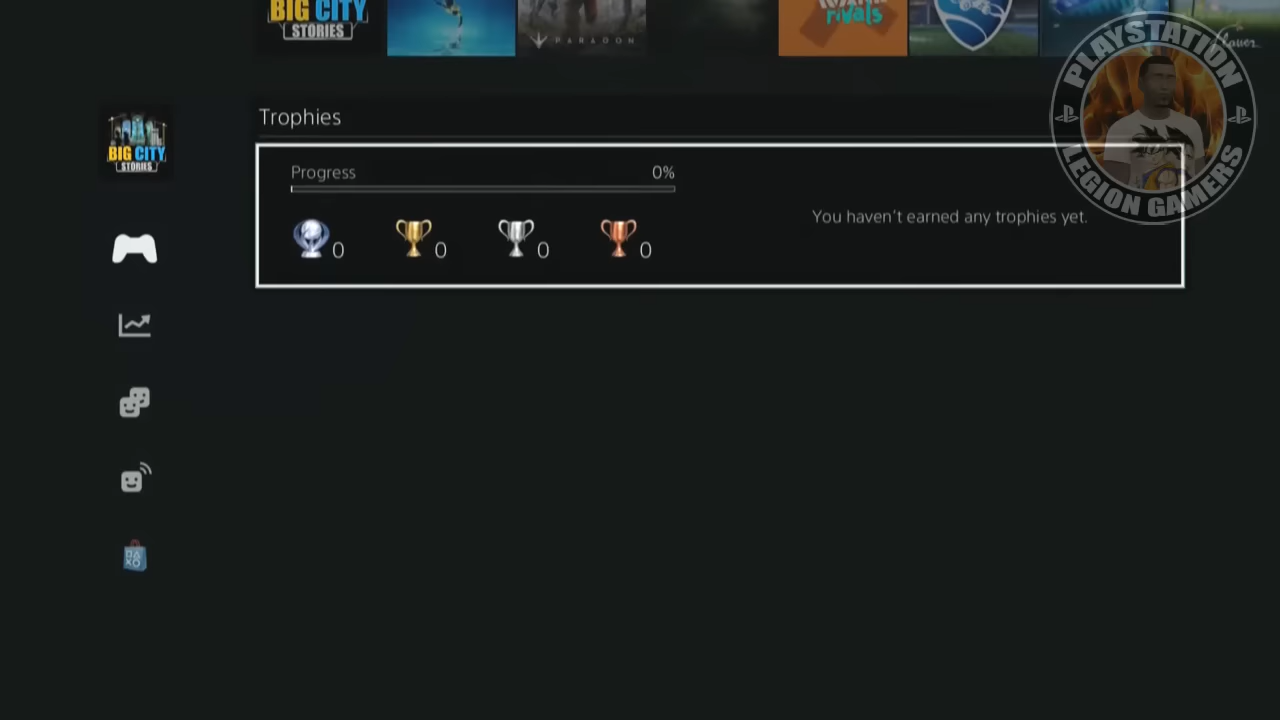 BIG CITY
STORIES
PARAGON
rivals
PLAYSTATION
LEGION GAMERS
BIG CITY
STORIES
Trophies
Progress 0%
You haven't earned any trophies yet.
0 0 0 0